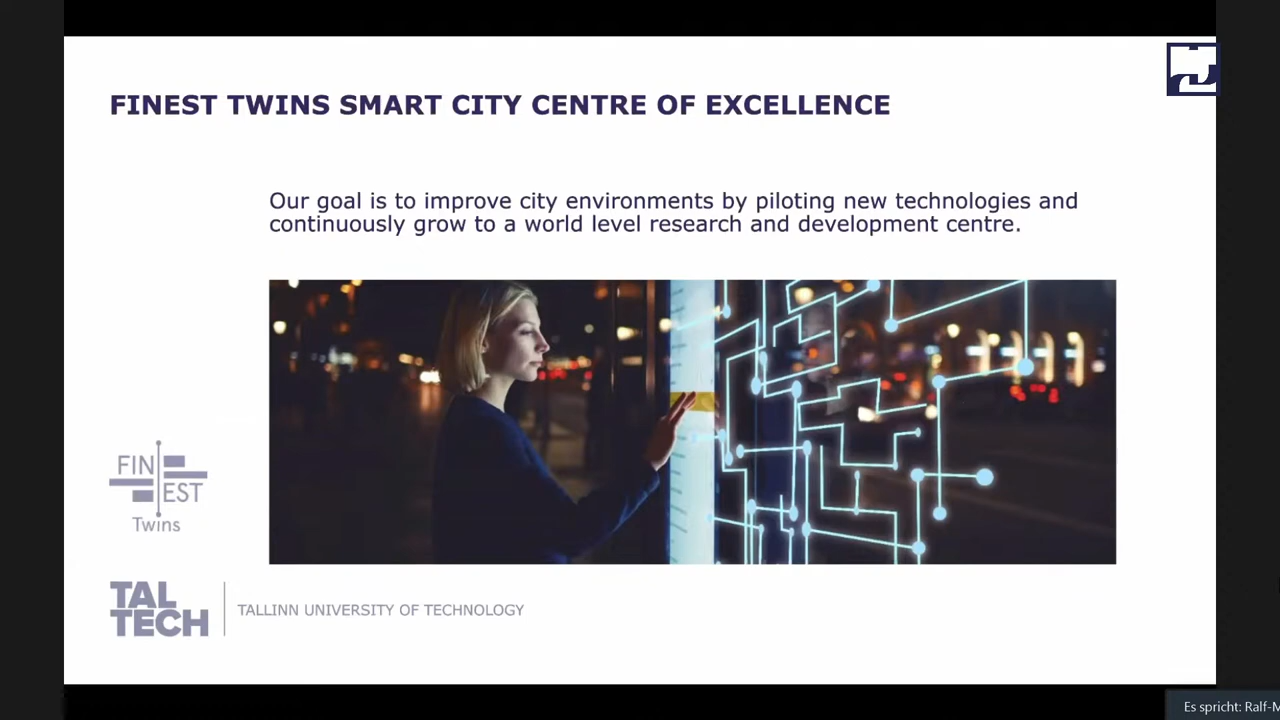 FINEST TWINS SMART CITY CENTRE OF EXCELLENCE
Our goal is to improve city environments by piloting new technologies and
continuously grow to a world level research and development centre.
FIN
EST
Twins
TAL
TECH
TALLINN UNIVERSITY OF TECHNOLOGY
Es spricht: Ralf-M